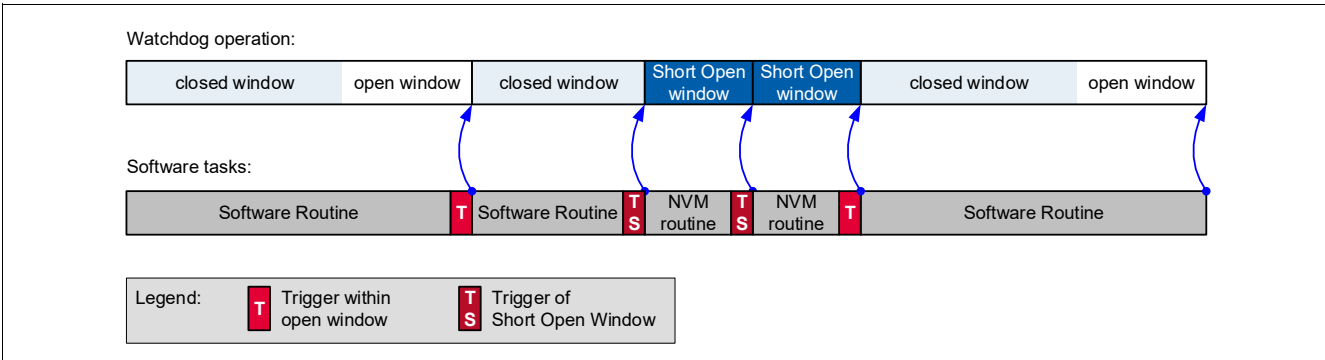 Watchdog operation:
closed window open window closed window Short Open window Short Open window closed window open window
Software tasks:
Software Routine T Software Routine T S NVM routine T S NVM routine T Software Routine
Legend: T Trigger within open window T S Trigger of Short Open Window